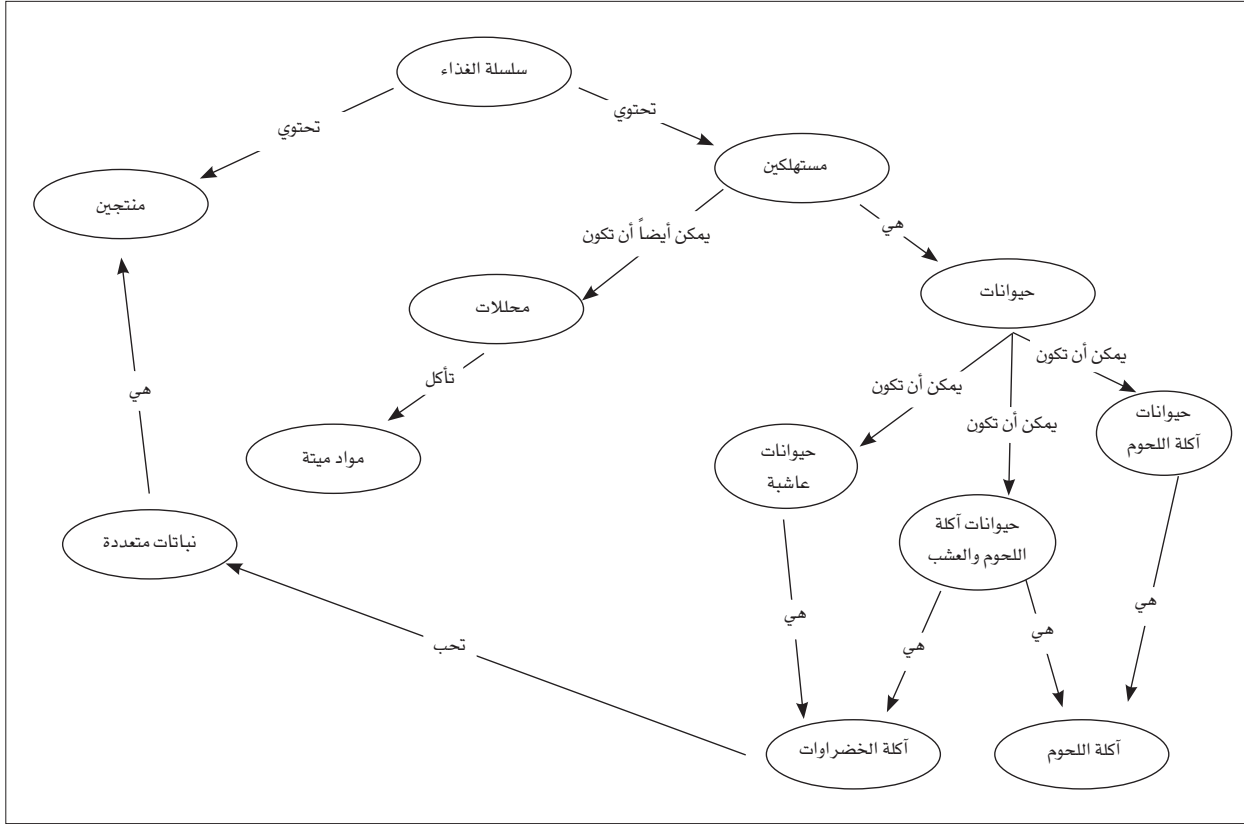 سلسلة الغذاء
تحتوي
تحتوي
مستهلكين
منتجين
يمكن أيضاً أن تكون
هي
محللات
حيوانات
تأكل
يمكن أن تكون
يمكن أن تكون
يمكن أن تكون
هي
مواد ميتة
حيوانات
عاشبة
حيوانات
آكلة اللحوم
نباتات متعددة
حيوانات آكلة
اللحوم والعشب
هي
هي
هي
هي
تحب
آكلة الخضراوات
آكلة اللحوم